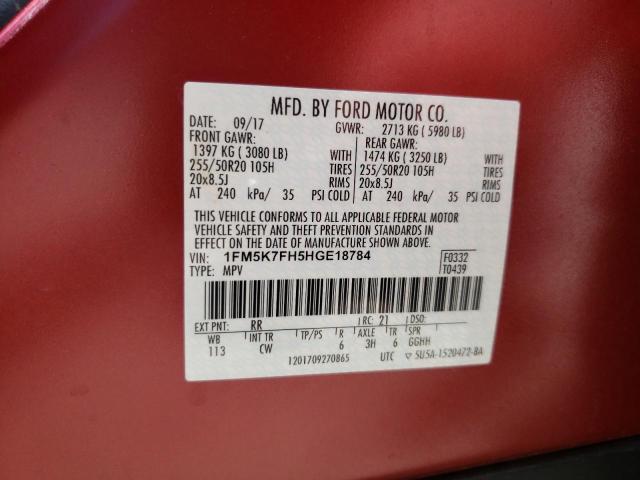 MFD. BY FORD MOTOR CO.
DATE: 09/17 GVWR: 2713 KG ( 5980 LB)
FRONT GAWR: REAR GAWR:
1397 KG ( 3080 LB) WITH 1474 KG ( 3250 LB) WITH
255/50R20 105H TIRES 255/50R20 105H TIRES
20x8.5J RIMS 20x8.5J RIMS
AT 240 kPa/ 35 PSI COLD AT 240 kPa/ 35 PSI COLD
THIS VEHICLE CONFORMS TO ALL APPLICABLE FEDERAL MOTOR
VEHICLE SAFETY AND THEFT PREVENTION STANDARDS IN
EFFECT ON THE DATE OF MANUFACTURE SHOWN ABOVE.
VIN: 1FM5K7FH5HGE18784 F0332
TYPE: MPV T0439
EXT PNT: RR RC: 21 DSO:
WB INT TR TP/PS R AXLE TR SPR
113 CW 6 3H 6 GGHH
1201709270865 UTC ▽ 5U5A-1520472-BA